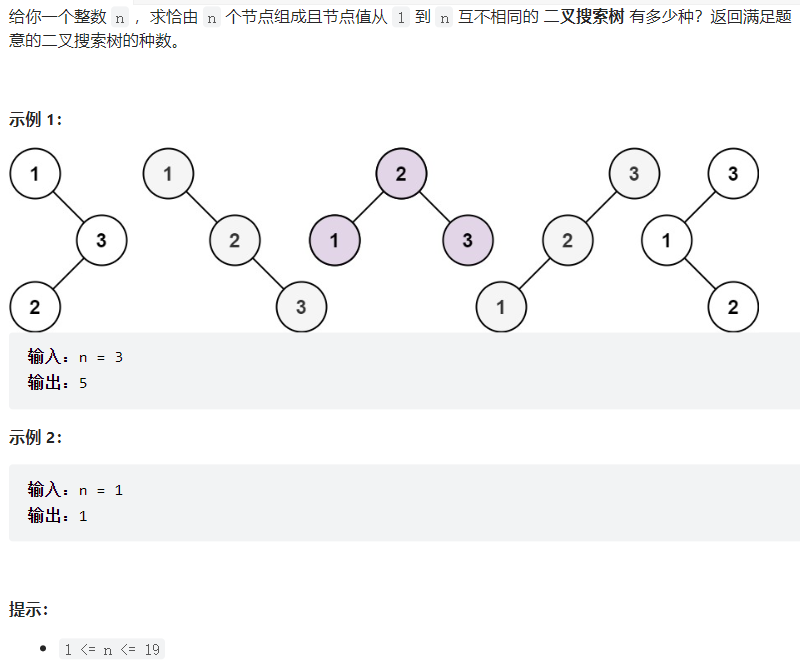 给你一个整数 n ，求恰由 n 个节点组成且节点值从 1 到 n 互不相同的 二叉搜索树 有多少种？返回满足题
意的二叉搜索树的种数。
示例 1：
1 1 2 3 3
3 2 1 3 2 1
2 3 1 2
输入：n = 3
输出：5
示例 2：
输入：n = 1
输出：1
提示：
• 1 <= n <= 19